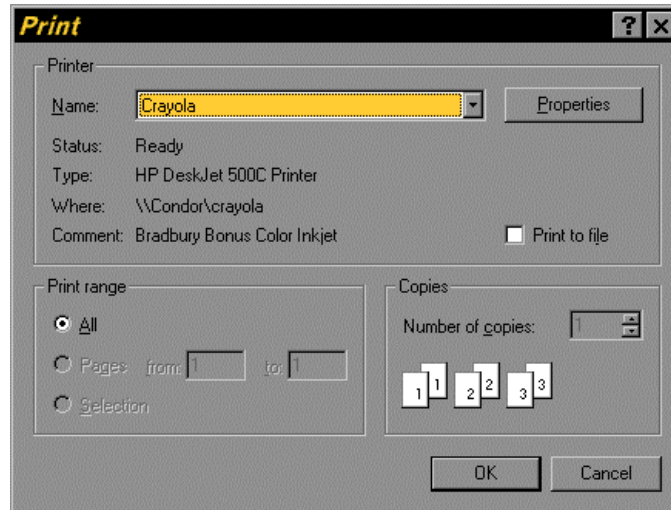 Print
Printer
Name: Crayola Properties
Status: Ready
Type: HP DeskJet 500C Printer
Where: \\Condor\crayola
Comment: Bradbury Bonus Color Inkjet Print to file
Print range
All
Pages from: 1 to: 1
Selection
Copies
Number of copies: 1
1 1 2 2 3 3
OK Cancel